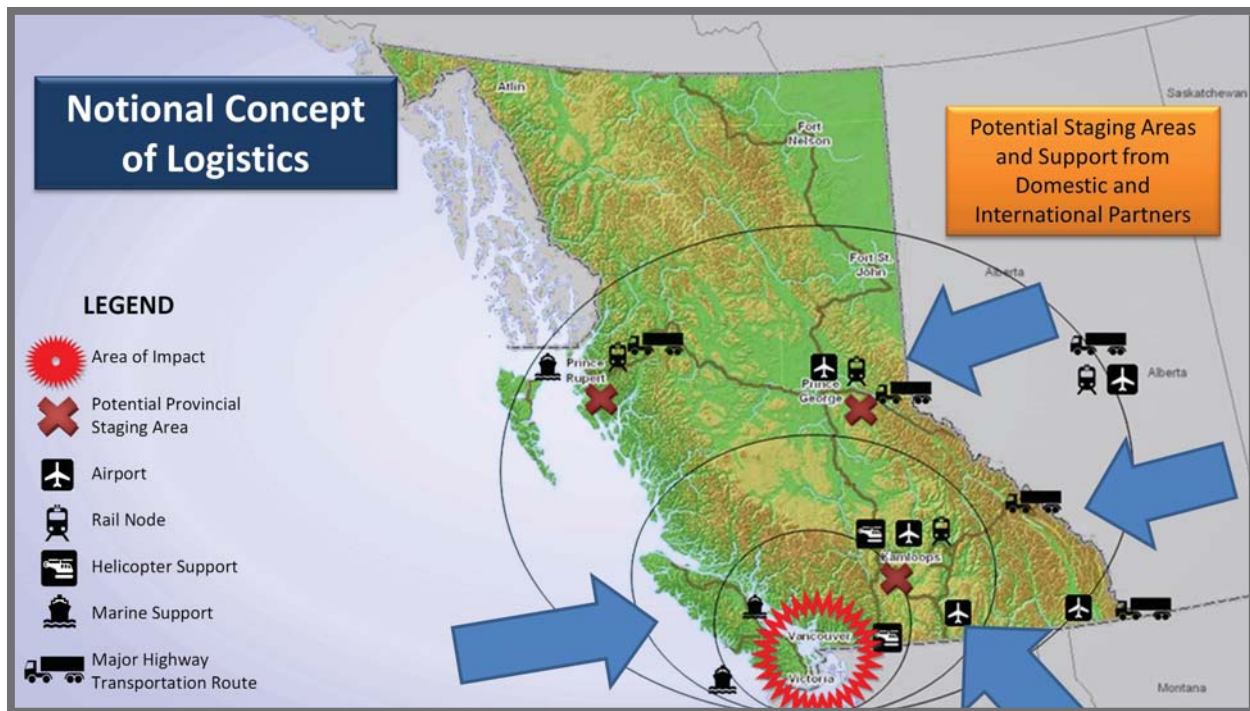 Notional Concept
of Logistics
Potential Staging Areas
and Support from
Domestic and
International Partners
LEGEND
Area of Impact
Potential Provincial
Staging Area
Airport
Rail Node
Helicopter Support
Marine Support
Major Highway
Transportation Route
Atlin
Fort
Nelson
Saskatchewan
Fort St.
John
Alberta
Prince
Rupert
Prince
George
Alberta
Kamloops
Vancouver
Victoria
Montana